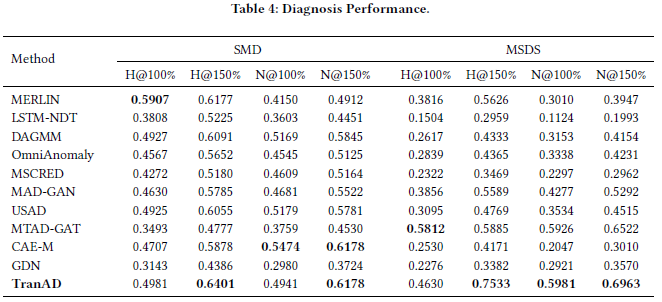 Table 4: Diagnosis Performance.
Method SMD MSDS
H@100% H@150% N@100% N@150% H@100% H@150% N@100% N@150%
MERLIN 0.5907 0.6177 0.4150 0.4912 0.3816 0.5626 0.3010 0.3947
LSTM-NDT 0.3808 0.5225 0.3603 0.4451 0.1504 0.2959 0.1124 0.1993
DAGMM 0.4927 0.6091 0.5169 0.5845 0.2617 0.4333 0.3153 0.4154
OmniAnomaly 0.4567 0.5652 0.4545 0.5125 0.2839 0.4365 0.3338 0.4231
MSCRED 0.4272 0.5180 0.4609 0.5164 0.2322 0.3469 0.2297 0.2962
MAD-GAN 0.4630 0.5785 0.4681 0.5522 0.3856 0.5589 0.4277 0.5292
USAD 0.4925 0.6055 0.5179 0.5781 0.3095 0.4769 0.3534 0.4515
MTAD-GAT 0.3493 0.4777 0.3759 0.4530 0.5812 0.5885 0.5926 0.6522
CAE-M 0.4707 0.5878 0.5474 0.6178 0.2530 0.4171 0.2047 0.3010
GDN 0.3143 0.4386 0.2980 0.3724 0.2276 0.3382 0.2921 0.3570
TranAD 0.4981 0.6401 0.4941 0.6178 0.4630 0.7533 0.5981 0.6963